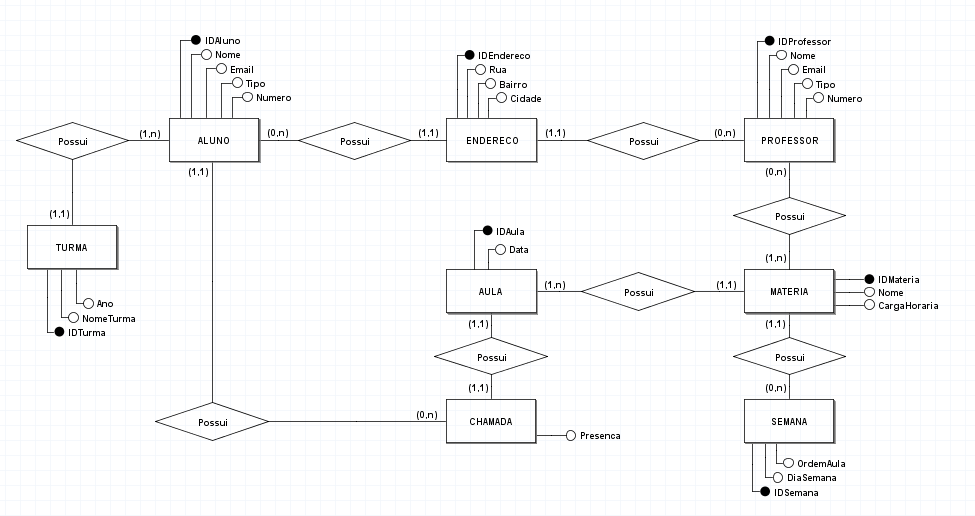 IDAluno
Nome
Email
Tipo
Numero
IDEndereco
Rua
Bairro
Cidade
IDProfessor
Nome
Email
Tipo
Numero
Possui
(1,n)
ALUNO
(0,n)
Possui
(1,1)
ENDERECO
(1,1)
Possui
(0,n)
PROFESSOR
(1,1)
(0,n)
(1,1)
Possui
TURMA
IDAula
Data
(1,n)
Ano
NomeTurma
IDTurma
AULA
(1,n)
Possui
(1,1)
MATERIA
IDMateria
Nome
CargaHoraria
(1,1)
(1,1)
Possui
Possui
(1,1)
(0,n)
Possui
(0,n)
CHAMADA
Presenca
SEMANA
OrdemAula
DiaSemana
IDSemana